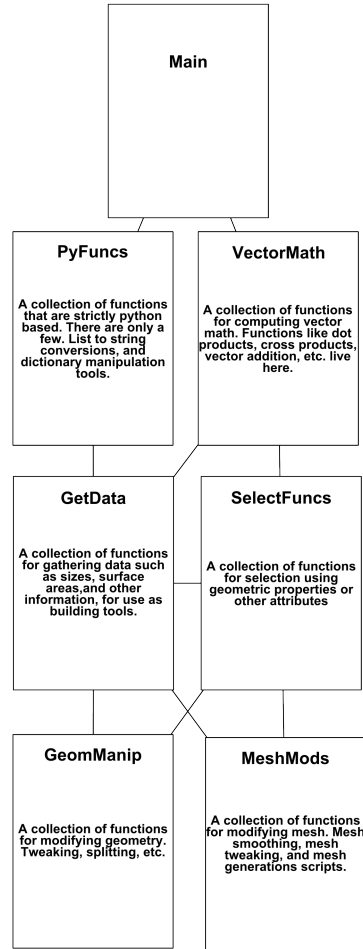 Main
PyFuncs
A collection of functions
that are strictly python
based. There are only a
few. List to string
conversions, and
dictionary manipulation
tools.
VectorMath
A collection of functions
for computing vector
math. Functions like dot
products, cross products,
vector addition, etc. live
here.
GetData
A collection of functions
for gathering data such
as sizes, surface
areas,and other
information, for use as
building tools.
SelectFuncs
A collection of functions
for selection using
geometric properties or
other attributes
GeomManip
A collection of functions
for modifying geometry.
Tweaking, splitting, etc.
MeshMods
A collection of functions
for modifying mesh. Mesh
smoothing, mesh
tweaking, and mesh
generations scripts.